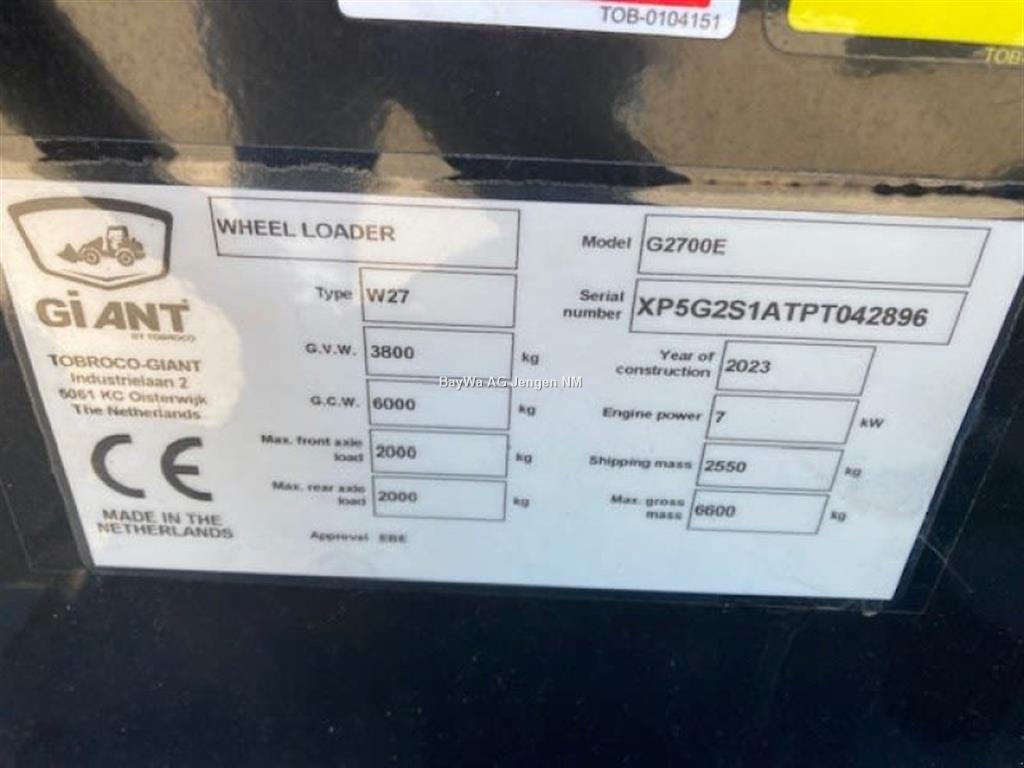 TOB-0104151
TOB-
GiANT
BY TOBROCO
TOBROCO-GIANT
Industrielaan 2
5061 KC Oisterwijk
The Netherlands
CE
MADE IN THE
NETHERLANDS
WHEEL LOADER
Type W27
G.V.W. 3800 kg
G.C.W. 6000 kg
Max. front axle
load 2000 kg
Max. rear axle
load 2000 kg
Approval EBE
Model G2700E
Serial
number XP5G2S1ATPT042896
Year of
construction 2023
Engine power 7 kW
Shipping mass 2550 kg
Max. gross
mass 6600 kg
BayWa AG Jengen NM